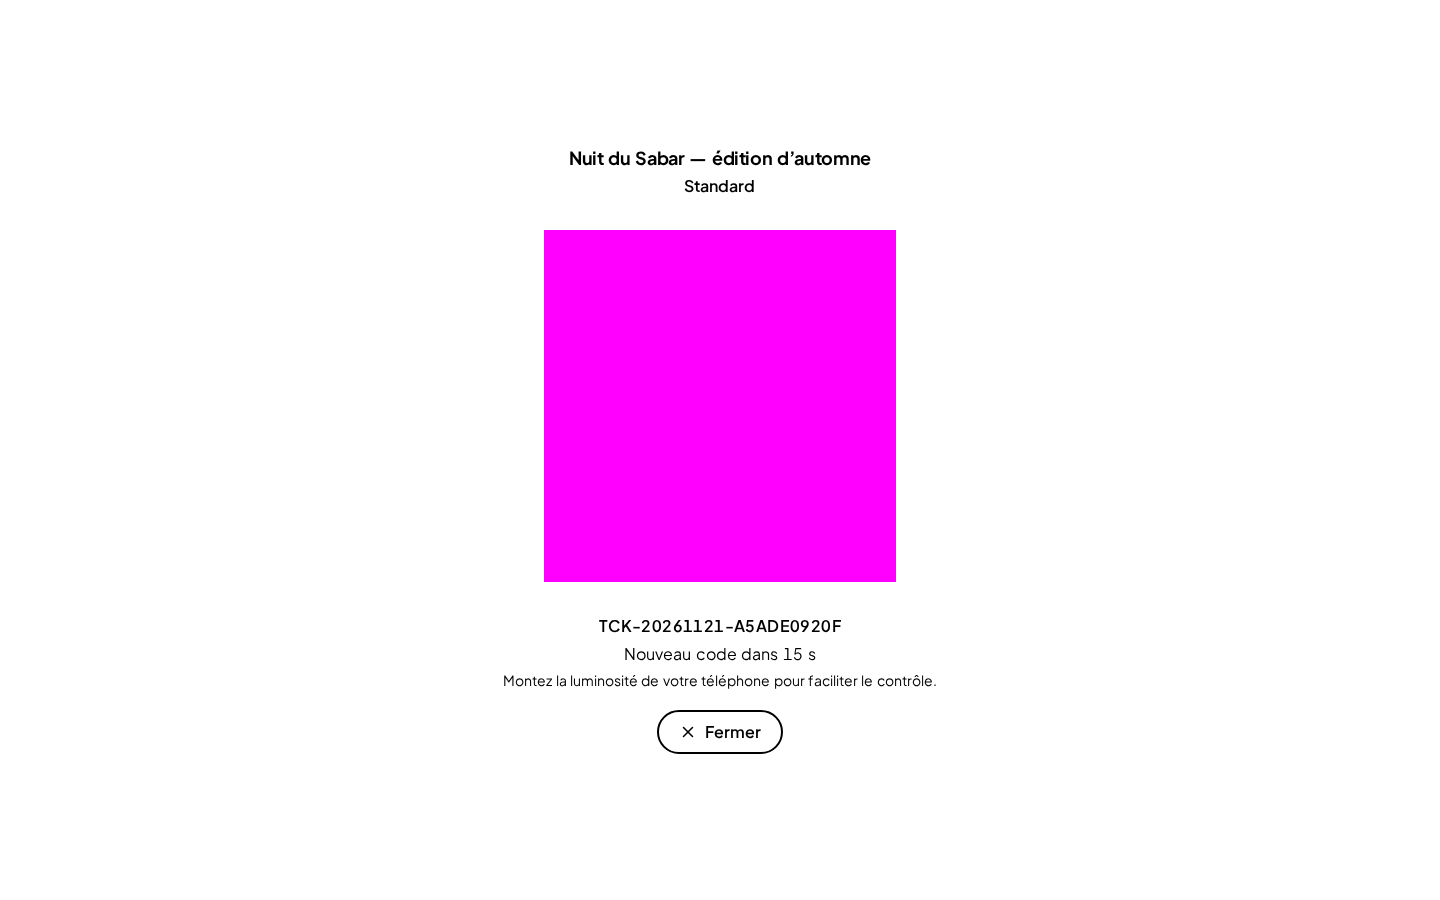 Nuit du Sabar — édition d’automne
Standard
TCK-20261121-A5ADE0920F
Nouveau code dans 15 s
Montez la luminosité de votre téléphone pour faciliter le contrôle.
Fermer